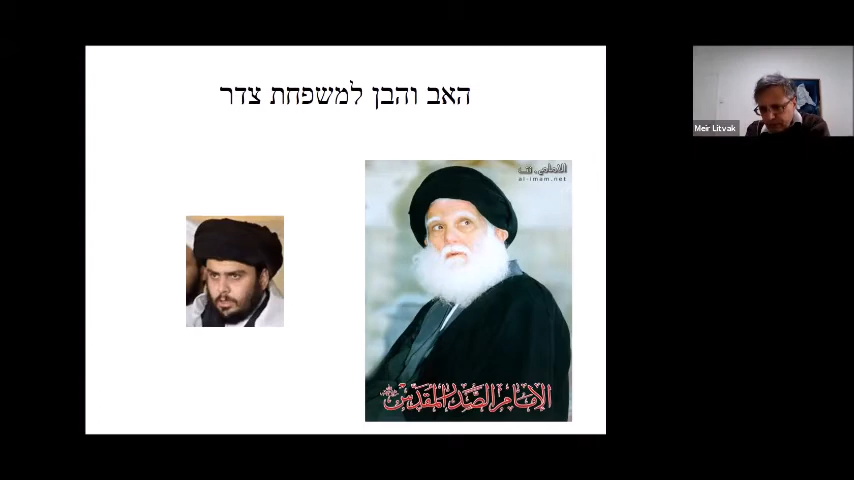 האב והבן למשפחת צדר
al-imam.net
الإمام الصدر المقدس
Meir Litvak